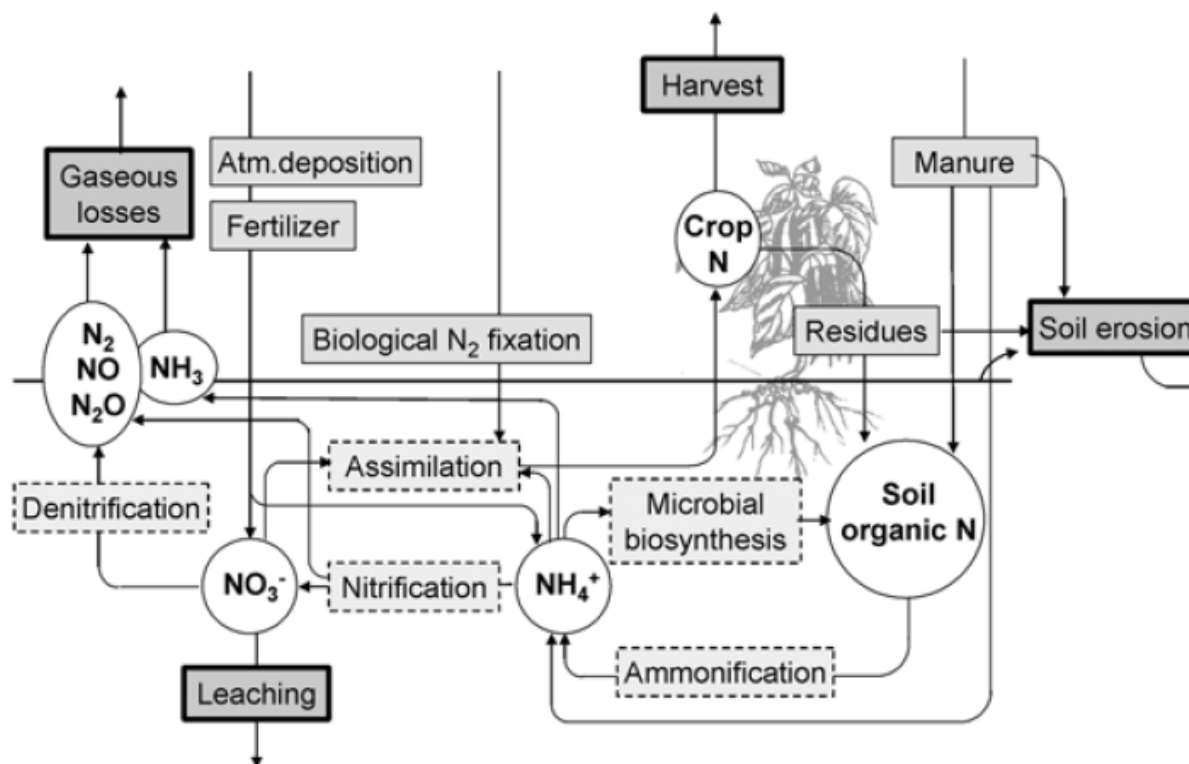 Harvest
Atm.deposition
Manure
Gaseous
losses
Fertilizer
Crop
N
Biological N₂ fixation
Residues
Soil erosion
N₂
NO
N₂O
NH₃
Assimilation
Denitrification
Microbial
biosynthesis
Soil
organic N
NO₃⁻
Nitrification
NH₄⁺
Ammonification
Leaching